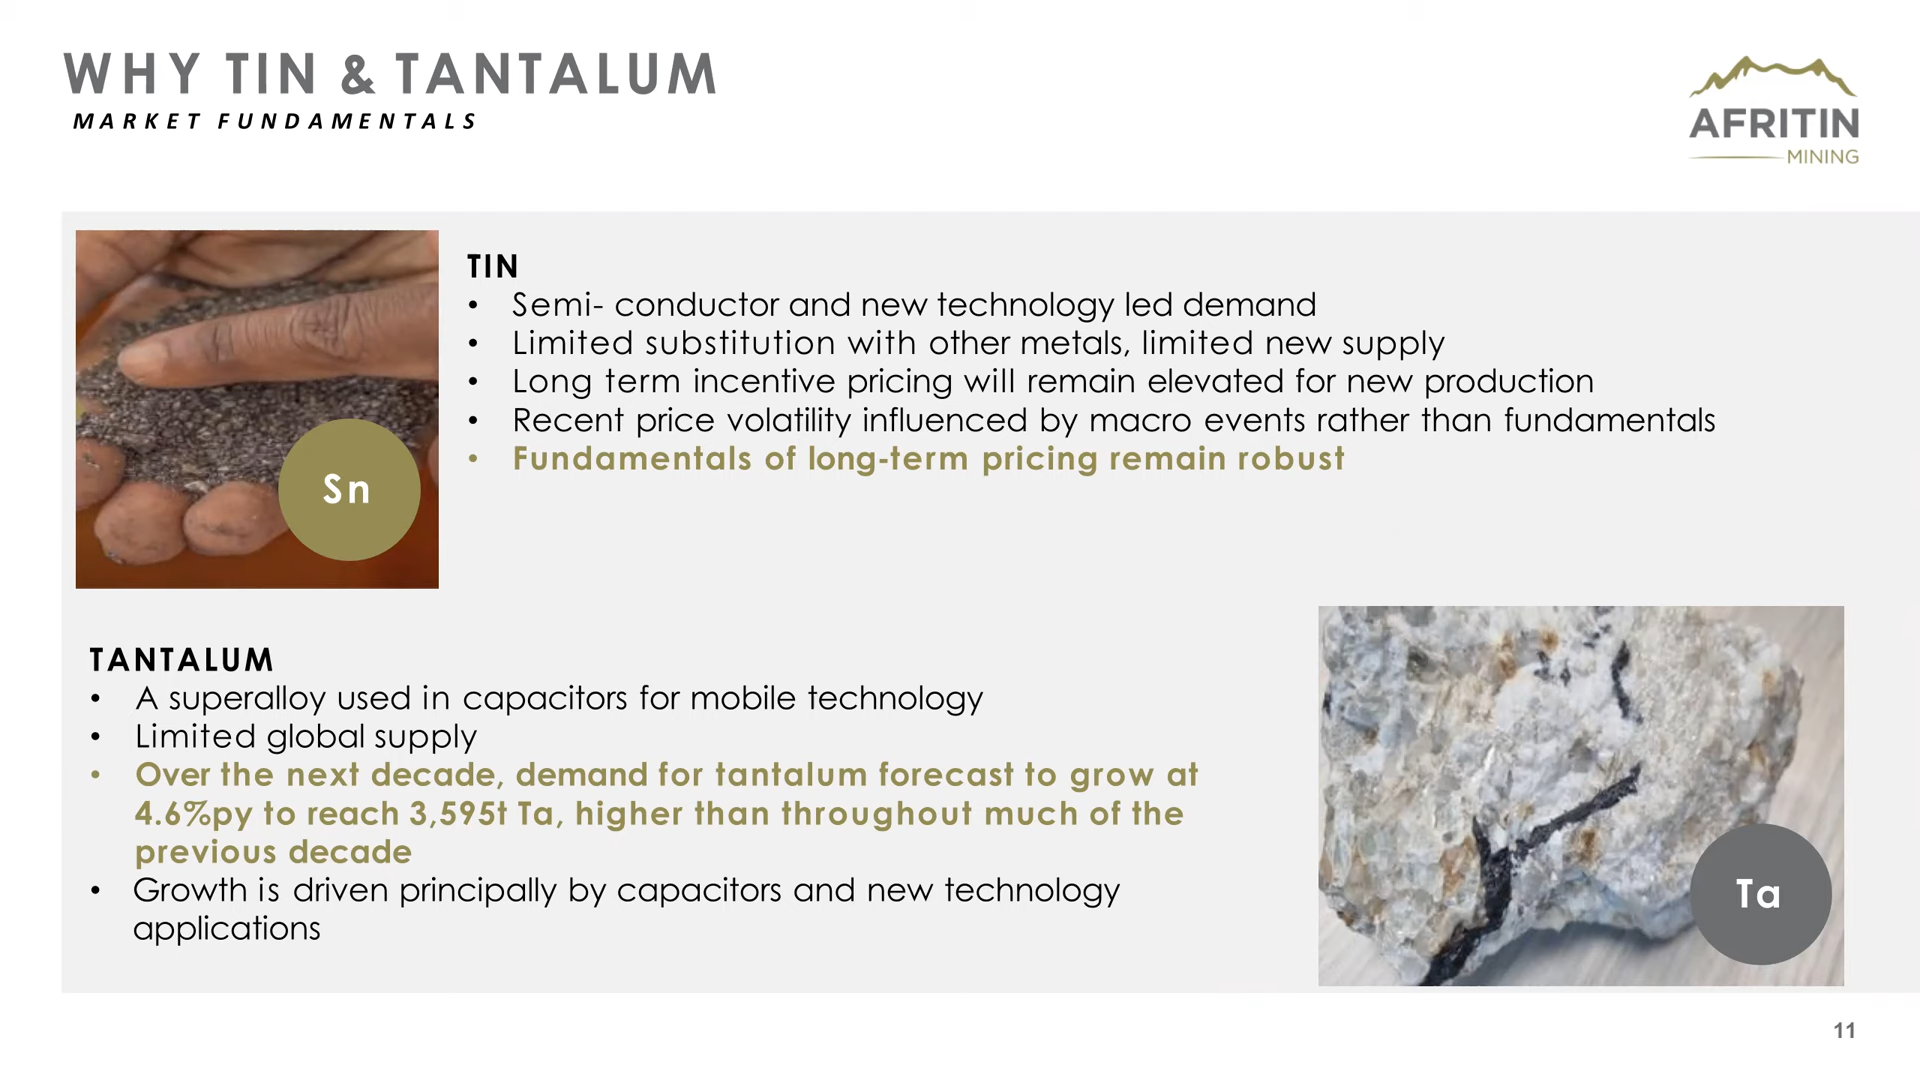 WHY TIN & TANTALUM
MARKET FUNDAMENTALS
AFRITIN
MINING
TIN
• Semi- conductor and new technology led demand
• Limited substitution with other metals, limited new supply
• Long term incentive pricing will remain elevated for new production
• Recent price volatility influenced by macro events rather than fundamentals
• Fundamentals of long-term pricing remain robust
Sn
TANTALUM
• A superalloy used in capacitors for mobile technology
• Limited global supply
• Over the next decade, demand for tantalum forecast to grow at
4.6%py to reach 3,595t Ta, higher than throughout much of the
previous decade
• Growth is driven principally by capacitors and new technology
applications
Ta
11